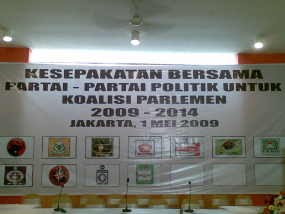 KESEPAKATAN BERSAMA
PARTAI - PARTAI POLITIK UNTUK
KOALISI PARLEMEN
2009 - 2014
JAKARTA, 1 MEI 2009